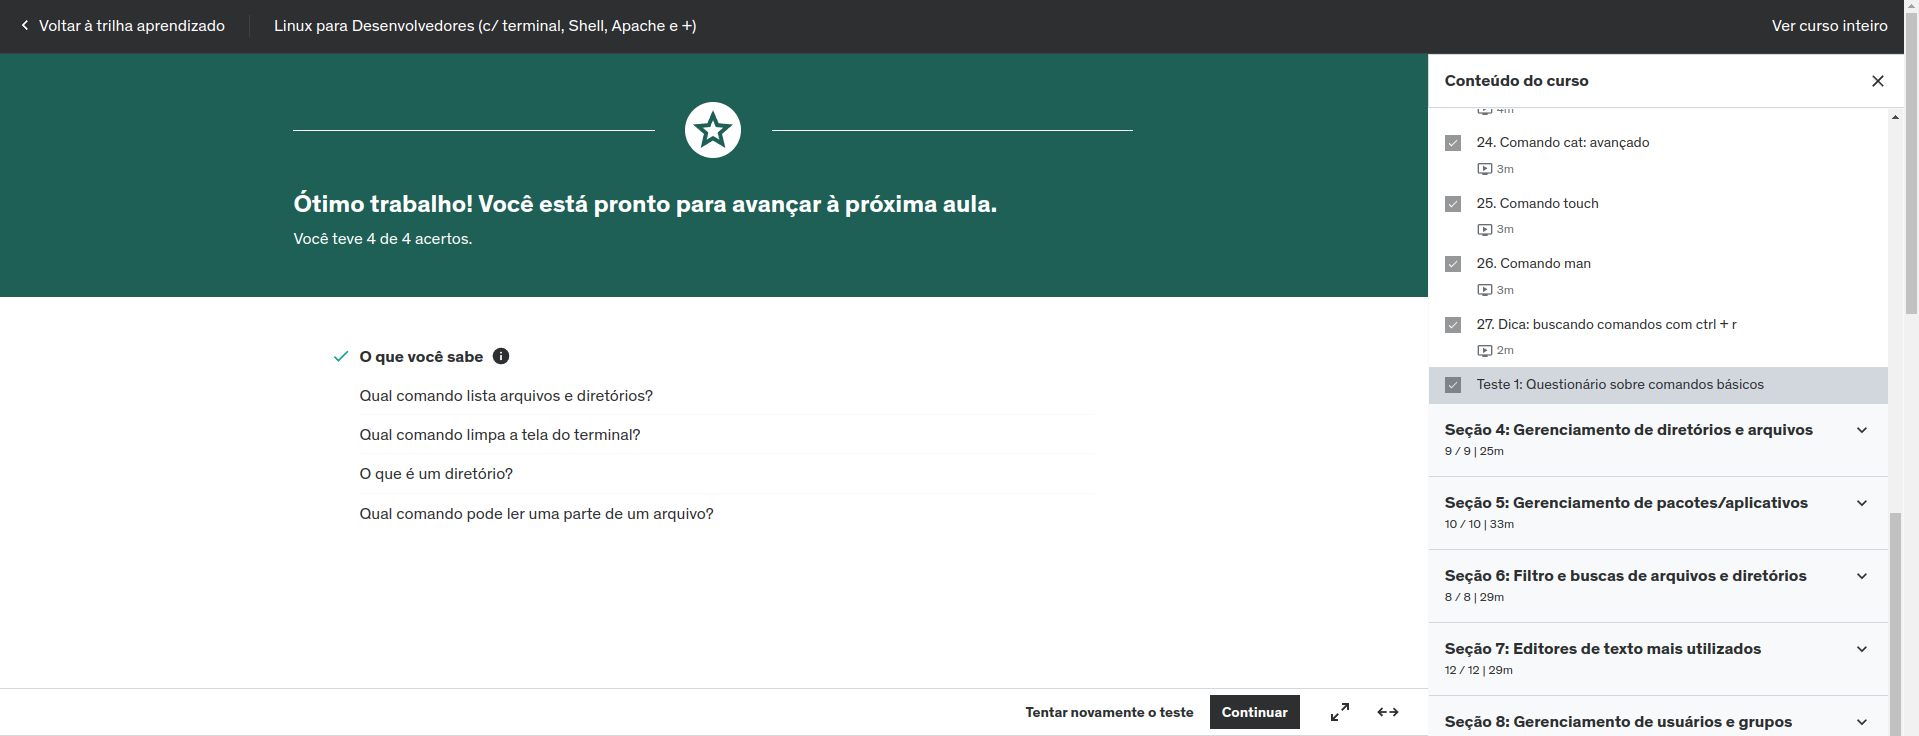 Voltar à trilha aprendizado
Linux para Desenvolvedores (c/ terminal, Shell, Apache e +)
Ver curso inteiro
Ótimo trabalho! Você está pronto para avançar à próxima aula.
Você teve 4 de 4 acertos.
O que você sabe
Qual comando lista arquivos e diretórios?
Qual comando limpa a tela do terminal?
O que é um diretório?
Qual comando pode ler uma parte de um arquivo?
Tentar novamente o teste
Continuar
Conteúdo do curso
4m
24. Comando cat: avançado
3m
25. Comando touch
3m
26. Comando man
3m
27. Dica: buscando comandos com ctrl + r
2m
Teste 1: Questionário sobre comandos básicos
Seção 4: Gerenciamento de diretórios e arquivos
9 / 9 | 25m
Seção 5: Gerenciamento de pacotes/aplicativos
10 / 10 | 33m
Seção 6: Filtro e buscas de arquivos e diretórios
8 / 8 | 29m
Seção 7: Editores de texto mais utilizados
12 / 12 | 29m
Seção 8: Gerenciamento de usuários e grupos